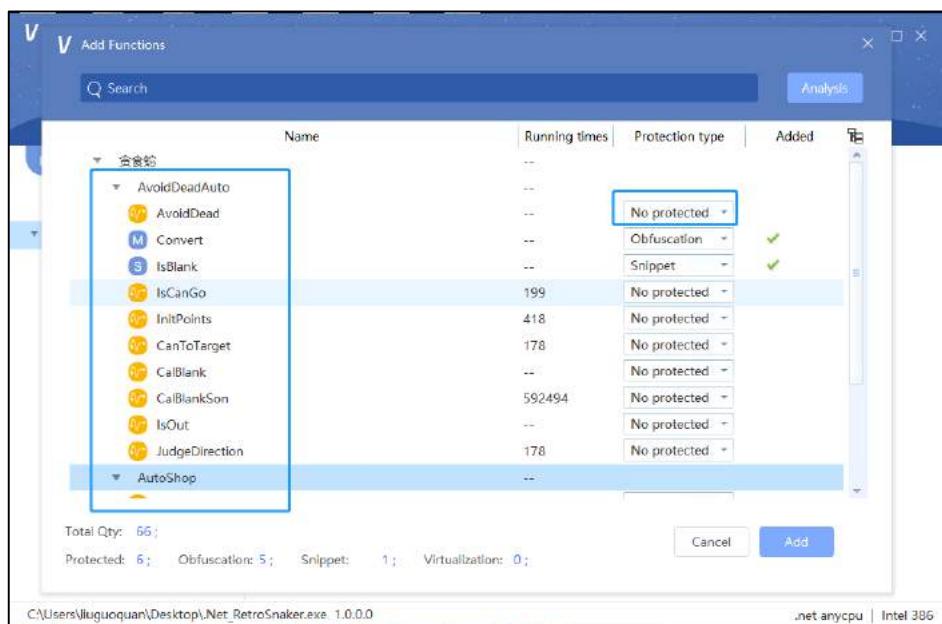 V
V Add Functions
Search Analysis
Name Running times Protection type Added
贪食蛇 --
AvoidDeadAuto --
AvoidDead -- No protected
M Convert -- Obfuscation
S IsBlank -- Snippet
IsCanGo 199 No protected
InitPoints 418 No protected
CanToTarget 178 No protected
CalBlank -- No protected
CalBlankSon 592494 No protected
IsOut -- No protected
JudgeDirection 178 No protected
AutoShop --
Total Qty: 66 ;
Cancel Add
Protected: 6 ; Obfuscation: 5 ; Snippet: 1 ; Virtualization: 0 ;
C:\Users\liuguoquan\Desktop\.Net_RetroSnaker.exe 1.0.0.0 .net anycpu | Intel 386